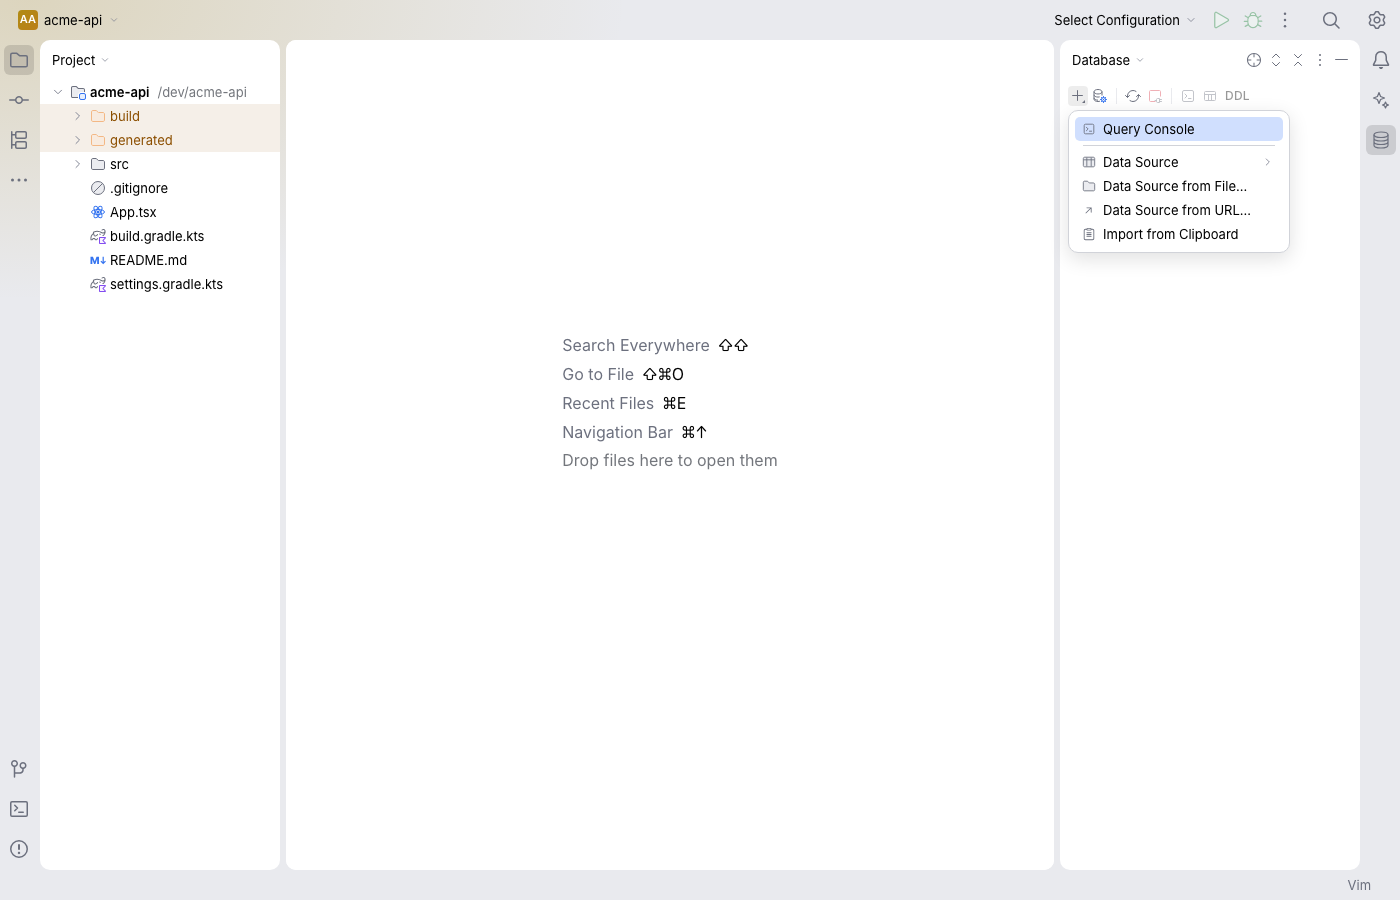 AA acme-api
Select Configuration
Project
acme-api /dev/acme-api
build
generated
src
.gitignore
App.tsx
build.gradle.kts
M↓ README.md
settings.gradle.kts
Search Everywhere ⇧⇧
Go to File ⇧⌘O
Recent Files ⌘E
Navigation Bar ⌘↑
Drop files here to open them
Database
DDL
Query Console
Data Source
Data Source from File...
Data Source from URL...
Import from Clipboard
Vim